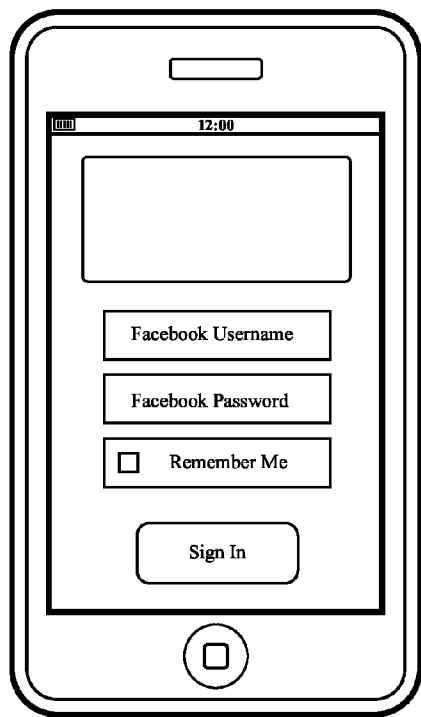 12:00
Facebook Username
Facebook Password
Remember Me
Sign In